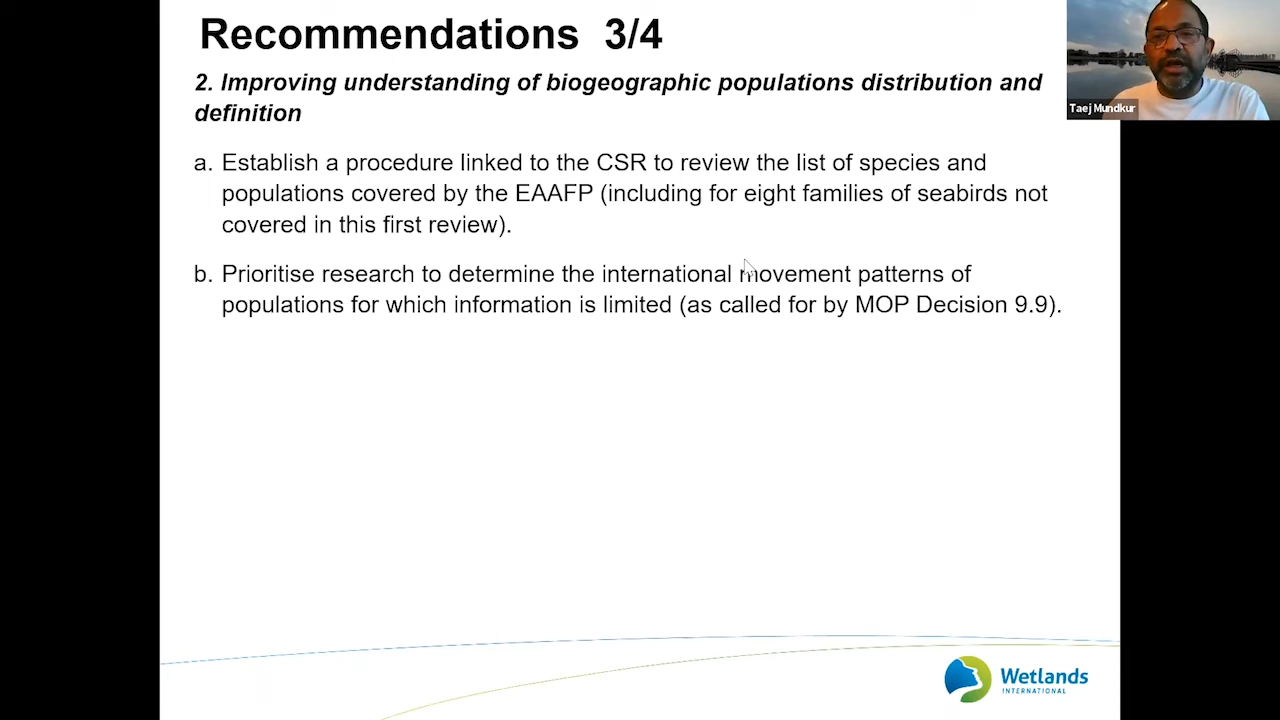 Recommendations 3/4
2. Improving understanding of biogeographic populations distribution and
definition
a. Establish a procedure linked to the CSR to review the list of species and
populations covered by the EAAFP (including for eight families of seabirds not
covered in this first review).
b. Prioritise research to determine the international movement patterns of
populations for which information is limited (as called for by MOP Decision 9.9).
Taej Mundkur
Wetlands
INTERNATIONAL